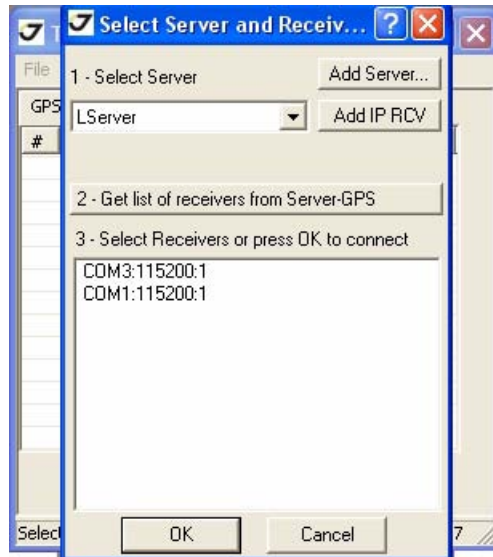 T Select Server and Receiv...
File
1 - Select Server
Add Server...
GPS
LServer
Add IP RCV
#
2 - Get list of receivers from Server-GPS
3 - Select Receivers or press OK to connect
COM3:115200:1
COM1:115200:1
Selec
OK
Cancel
7